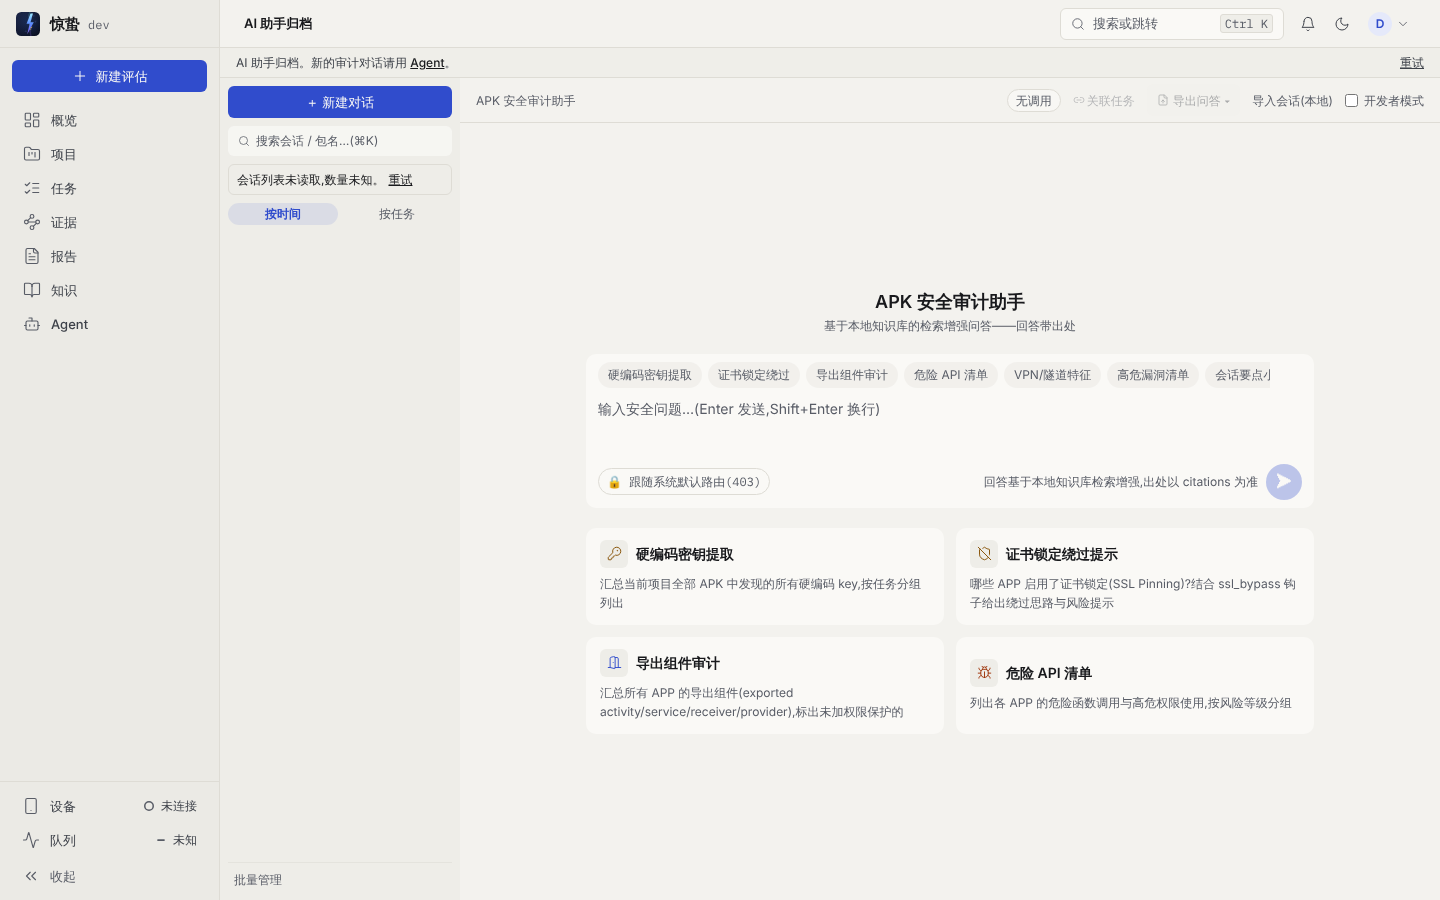 惊蛰 dev
新建评估
概览
项目
任务
证据
报告
知识
Agent
设备 未连接
队列 未知
收起
AI 助手归档
搜索或跳转 Ctrl K
D
AI 助手归档。新的审计对话请用 Agent。
重试
+ 新建对话
搜索会话 / 包名...(⌘K)
会话列表未读取,数量未知。 重试
按时间 按任务
批量管理
APK 安全审计助手
无调用 关联任务 导出问答 导入会话(本地) 开发者模式
APK 安全审计助手
基于本地知识库的检索增强问答——回答带出处
硬编码密钥提取 证书锁定绕过 导出组件审计 危险 API 清单 VPN/隧道特征 高危漏洞清单 会话要点小
输入安全问题...(Enter 发送,Shift+Enter 换行)
跟随系统默认路由(403)
回答基于本地知识库检索增强,出处以 citations 为准
硬编码密钥提取
汇总当前项目全部 APK 中发现的所有硬编码 key,按任务分组
列出
证书锁定绕过提示
哪些 APP 启用了证书锁定(SSL Pinning)?结合 ssl_bypass 钩
子给出绕过思路与风险提示
导出组件审计
汇总所有 APP 的导出组件(exported
activity/service/receiver/provider),标出未加权限保护的
危险 API 清单
列出各 APP 的危险函数调用与高危权限使用,按风险等级分组